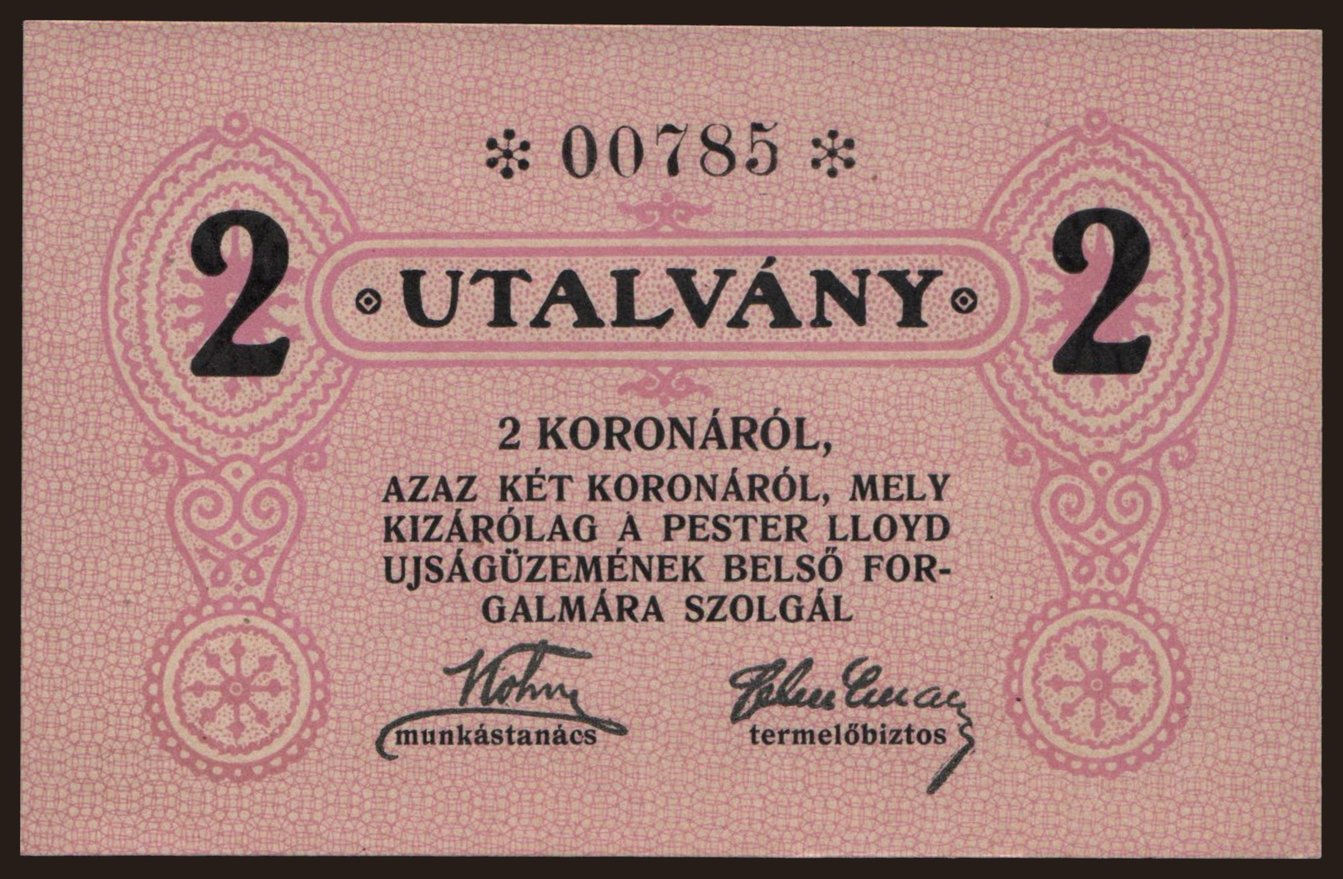 * 00785 *
2 UTALVÁNY 2
2 KORONÁRÓL,
AZAZ KÉT KORONÁRÓL, MELY
KIZÁRÓLAG A PESTER LLOYD
UJSÁGÜZEMÉNEK BELSŐ FOR-
GALMÁRA SZOLGÁL
munkástanács termelőbiztos